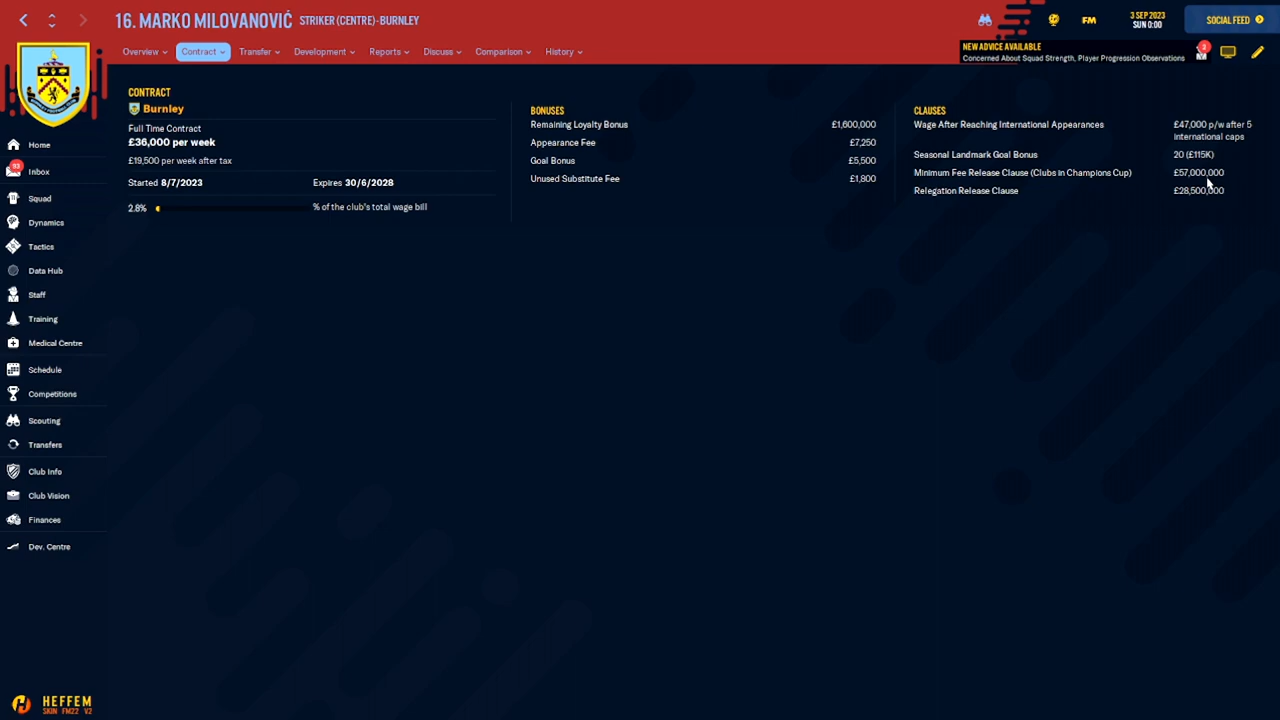 16. MARKO MILOVANOVIĆ STRIKER (CENTRE) - BURNLEY
FM
3 SEP 2023
SUN 0:00
SOCIAL FEED
Overview
Contract
Transfer
Development
Reports
Discuss
Comparison
History
NEW ADVICE AVAILABLE
Concerned About Squad Strength, Player Progression Observations
3
Home
93
Inbox
Squad
Dynamics
Tactics
Data Hub
Staff
Training
Medical Centre
Schedule
Competitions
Scouting
Transfers
Club Info
Club Vision
Finances
Dev. Centre
HEFFEM
SKIN FM22 V2
CONTRACT
Burnley
Full Time Contract
£36,000 per week
£19,500 per week after tax
Started 8/7/2023 Expires 30/6/2028
2.8% % of the club's total wage bill
BONUSES
Remaining Loyalty Bonus £1,600,000
Appearance Fee £7,250
Goal Bonus £5,500
Unused Substitute Fee £1,800
CLAUSES
Wage After Reaching International Appearances £47,000 p/w after 5
international caps
Seasonal Landmark Goal Bonus 20 (£115K)
Minimum Fee Release Clause (Clubs in Champions Cup) £57,000,000
Relegation Release Clause £28,500,000